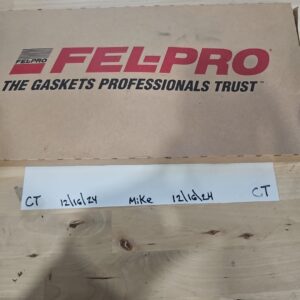 FEL-PRO
FEL-PRO
THE GASKETS PROFESSIONALS TRUST™
CT 12/16/24 Mike 12/16/24 CT